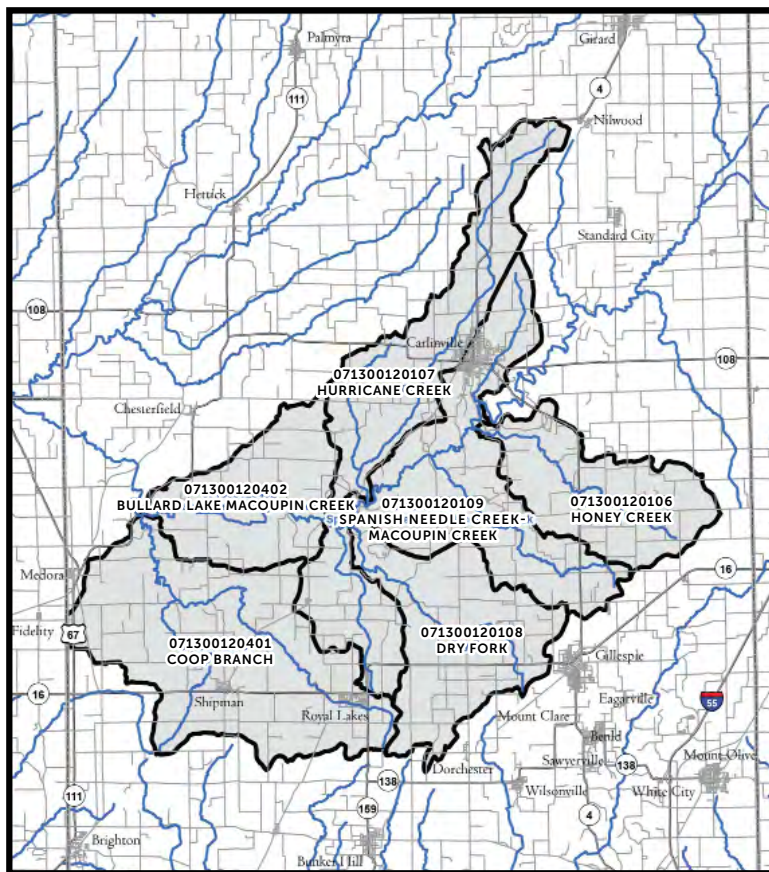 Palmyra
Girard
4
111
Nilwood
Hettick
Standard City
108
Carlinville
108
071300120107
HURRICANE CREEK
Chesterfield
071300120402
BULLARD LAKE MACOUPIN CREEK
071300120109
SPANISH NEEDLE CREEK-
MACOUPIN CREEK
071300120106
HONEY CREEK
Medora
16
Fidelity
67
071300120401
COOP BRANCH
071300120108
DRY FORK
Gillespie
16
Shipman
Eagarville
55
Royal Lakes
Mount Clare
Benld
Dorchester
Sawyerville
138
Mount Olive
138
White City
Wilsonville
111
159
4
Brighton
Bunker Hill